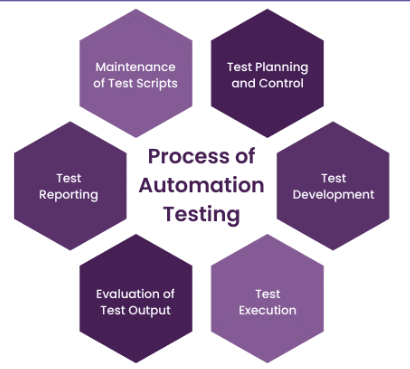 Maintenance
of Test Scripts
Test Planning
and Control
Process of
Automation
Testing
Test
Reporting
Test
Development
Evaluation of
Test Output
Test
Execution